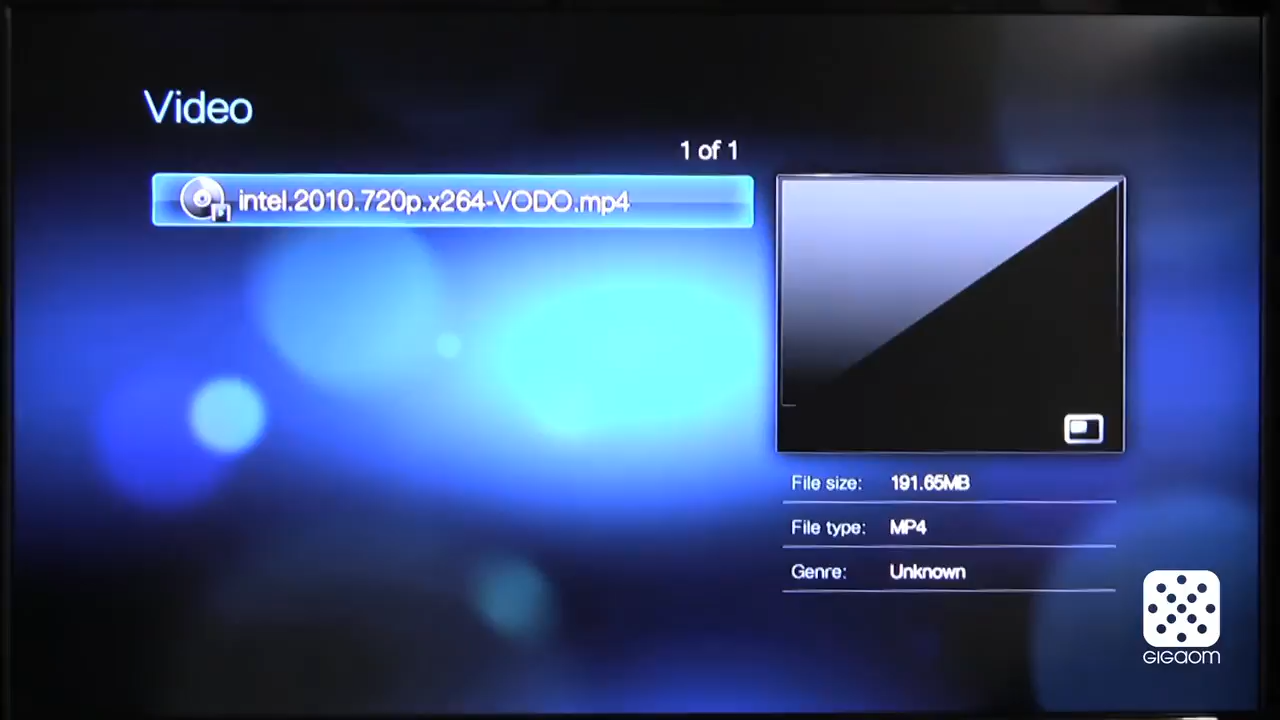 Video
1 of 1
intel.2010.720p.x264-VODO.mp4
File size: 191.65MB
File type: MP4
Genre: Unknown
GIGAOM